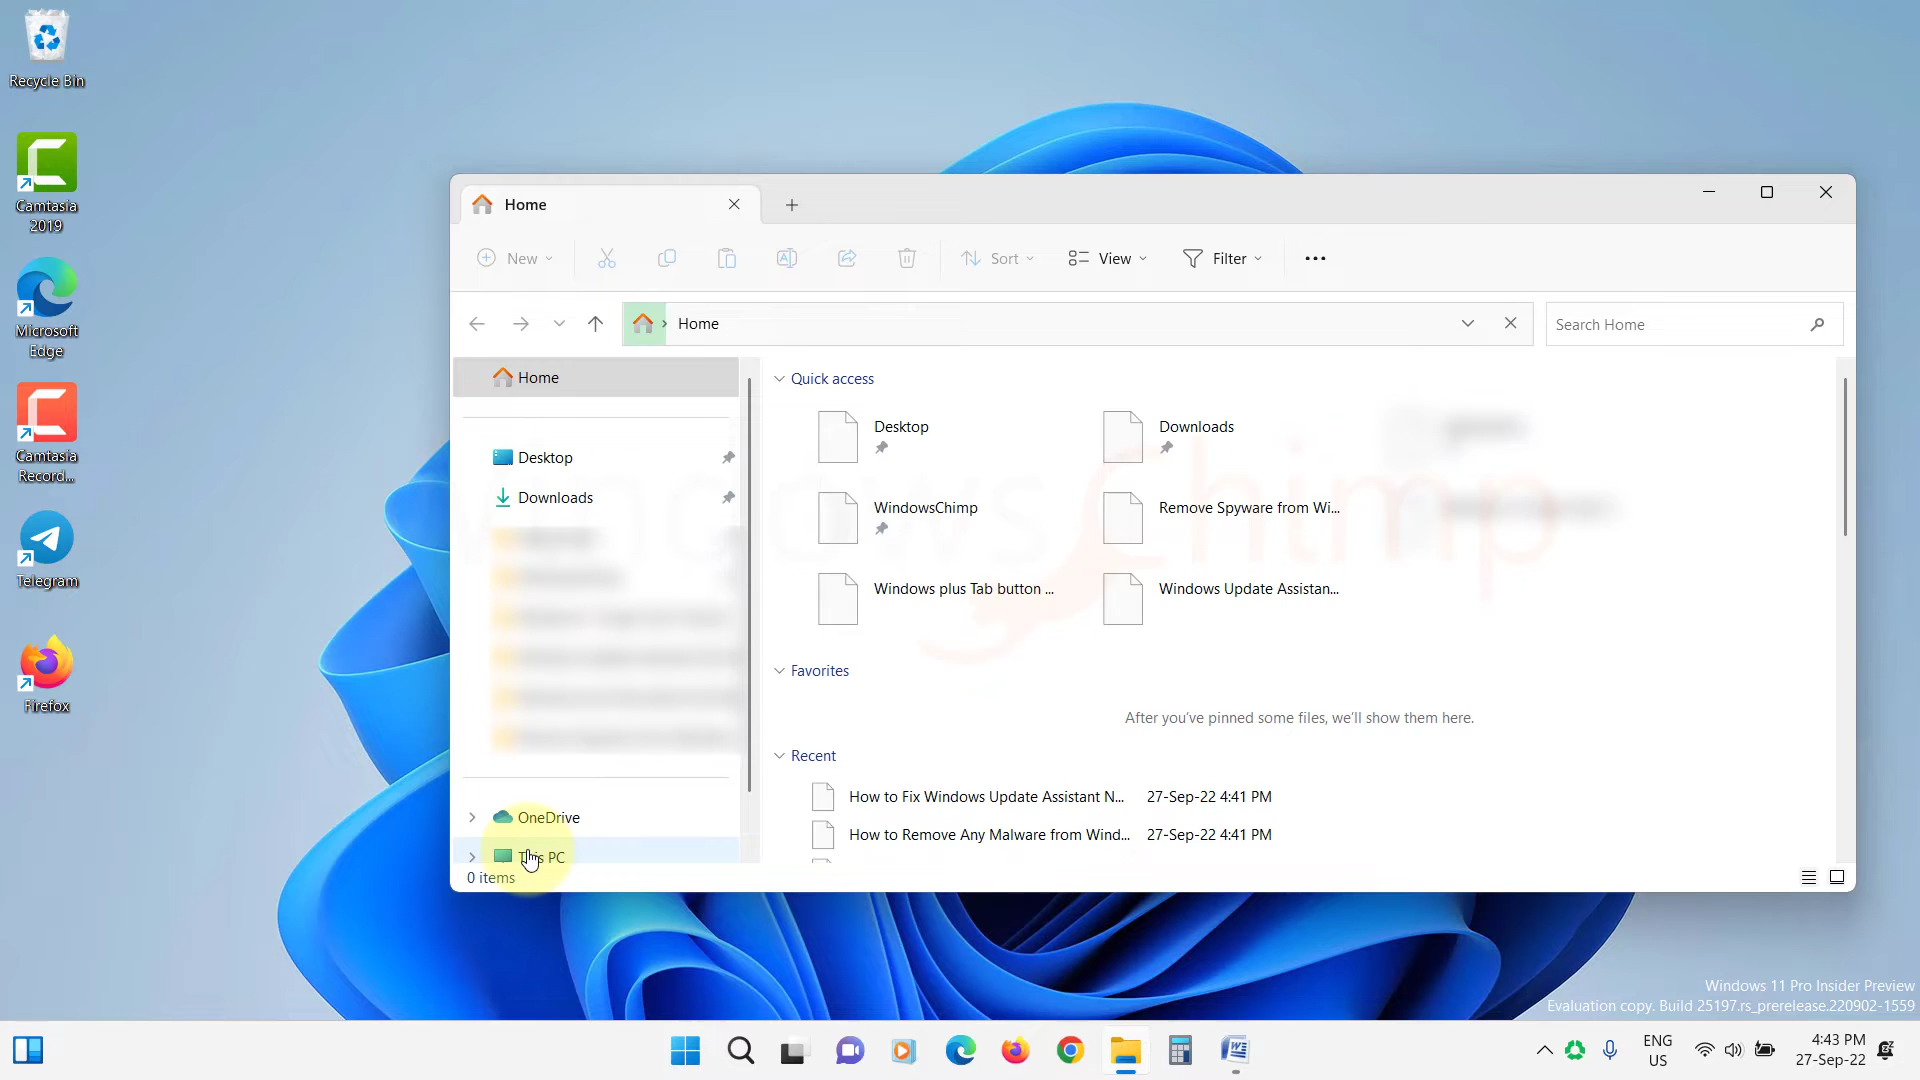 Recycle Bin
Camtasia
2019
Microsoft
Edge
Camtasia
Record...
Telegram
Firefox
Home
New
Sort
View
Filter
Home
Search Home
Home
Desktop
Downloads
OneDrive
This PC
0 items
Quick access
Desktop
Downloads
WindowsChimp
Remove Spyware from Wi...
Windows plus Tab button ...
Windows Update Assistan...
Favorites
After you've pinned some files, we'll show them here.
Recent
How to Fix Windows Update Assistant N... 27-Sep-22 4:41 PM
How to Remove Any Malware from Wind... 27-Sep-22 4:41 PM
windowsChimp
Windows 11 Pro Insider Preview
Evaluation copy. Build 25197.rs_prerelease.220902-1559
ENG
US
4:43 PM
27-Sep-22